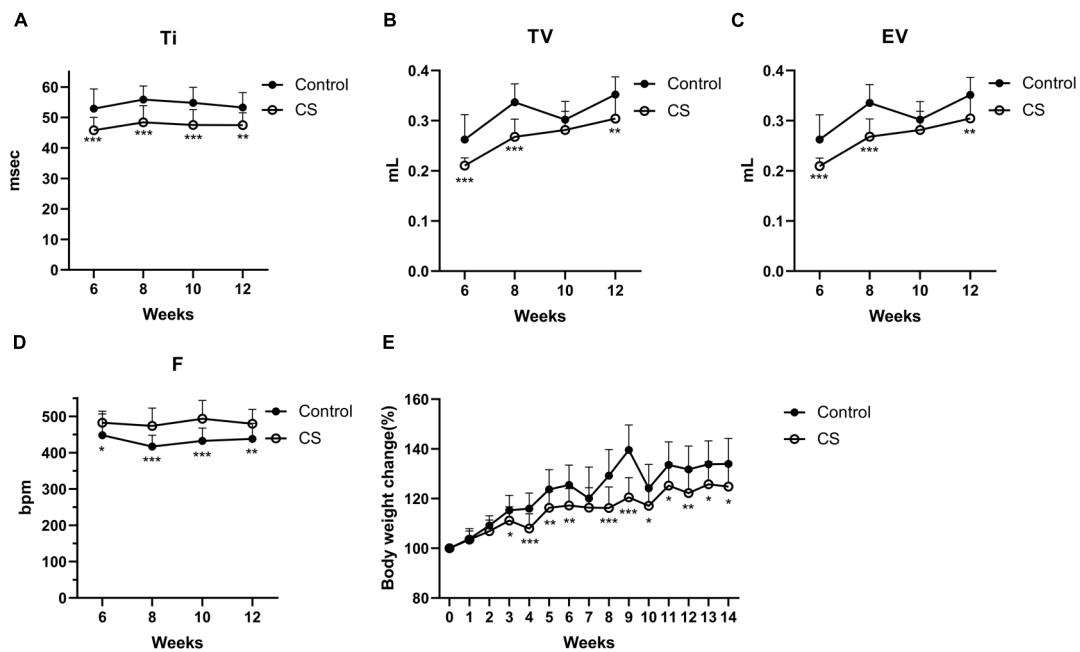 A
Ti
msec
60
50
40
30
20
10
0
***
***
***
**
6 8 10 12
Weeks
Control
CS
B
TV
mL
0.4
0.3
0.2
0.1
0.0
***
***
**
6 8 10 12
Weeks
Control
CS
C
EV
mL
0.4
0.3
0.2
0.1
0.0
***
***
**
6 8 10 12
Weeks
Control
CS
D
F
bpm
500
400
300
200
100
0
*
***
***
**
6 8 10 12
Weeks
Control
CS
E
Body weight change(%)
160
140
120
100
80
*
***
**
**
***
***
*
*
**
*
*
0 1 2 3 4 5 6 7 8 9 10 11 12 13 14
Weeks
Control
CS